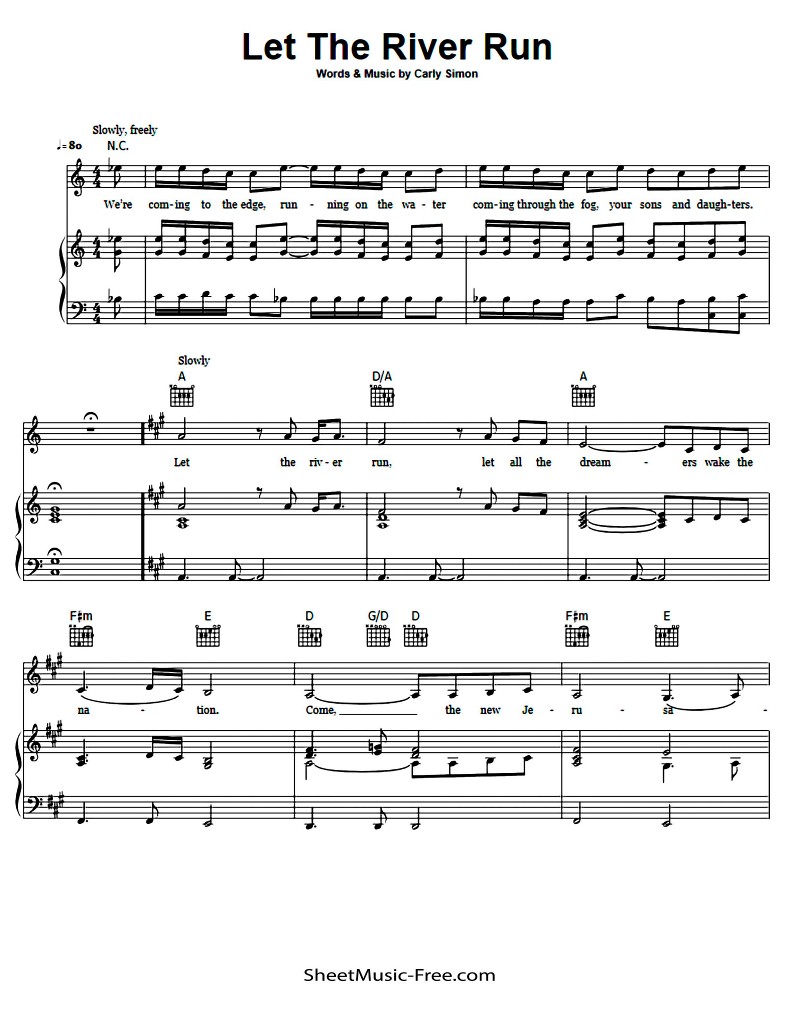 Let The River Run
Words & Music by Carly Simon
Slowly, freely
♩=80 N.C.
We're com-ing to the edge, run - ning on the wa - ter com-ing through the fog, your sons and daugh-ters.
Slowly
A D/A A
Let the riv-er run, let all the dream - ers wake the
F♯m E D G/D D F♯m E
na - tion. Come, the new Je - ru - sa -
SheetMusic-Free.com